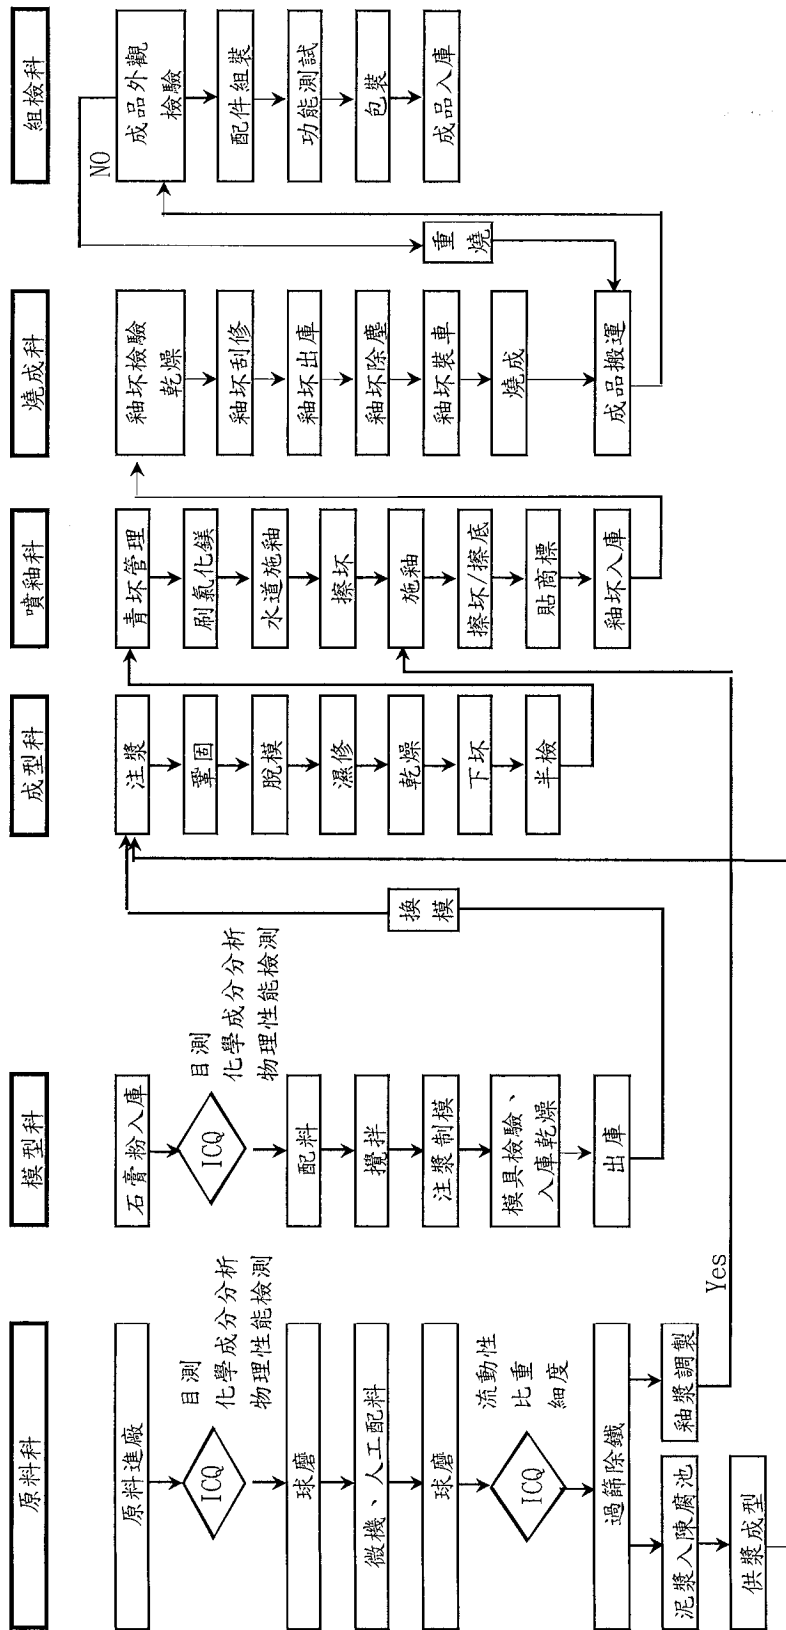 原料科
原料進廠
ICQ
目測
化學成分分析
物理性能檢測
球磨
微機、人工配料
球磨
ICQ
流動性
比重
細度
過篩除鐵
泥漿入陳腐池
供漿成型
釉漿調製
Yes
模型科
石膏粉入庫
ICQ
目測
化學成分分析
物理性能檢測
配料
攪拌
注漿制模
模具檢驗、
入庫乾燥
出庫
換模
成型科
注漿
鞏固
脫模
濕修
乾燥
下坯
半檢
噴釉科
青坯管理
刷氯化鎂
水道施釉
擦坯
施釉
擦坯/擦底
貼商標
釉坯入庫
燒成科
釉坯檢驗
乾燥
釉坯刮修
釉坯出庫
釉坯除塵
釉坯裝車
燒成
成品搬運
重燒
NO
組檢科
成品外觀
檢驗
配件組裝
功能測試
包裝
成品入庫